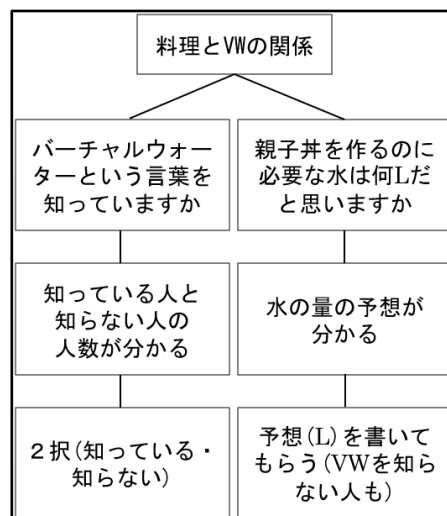 料理とVWの関係
バーチャルウォー
ターという言葉を
知っていますか
親子丼を作るのに
必要な水は何Lだ
と思いますか
知っている人と
知らない人の
人数が分かる
水の量の予想が
分かる
２択(知っている・
知らない)
予想(L)を書いて
もらう(VWを知ら
ない人も)